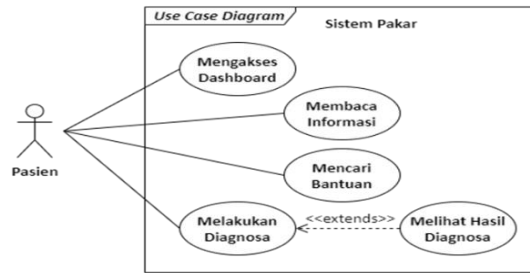 Use Case Diagram
Sistem Pakar
Mengakses
Dashboard
Membaca
Informasi
Pasien
Mencari
Bantuan
Melakukan
Diagnosa
<<extends>>
Melihat Hasil
Diagnosa